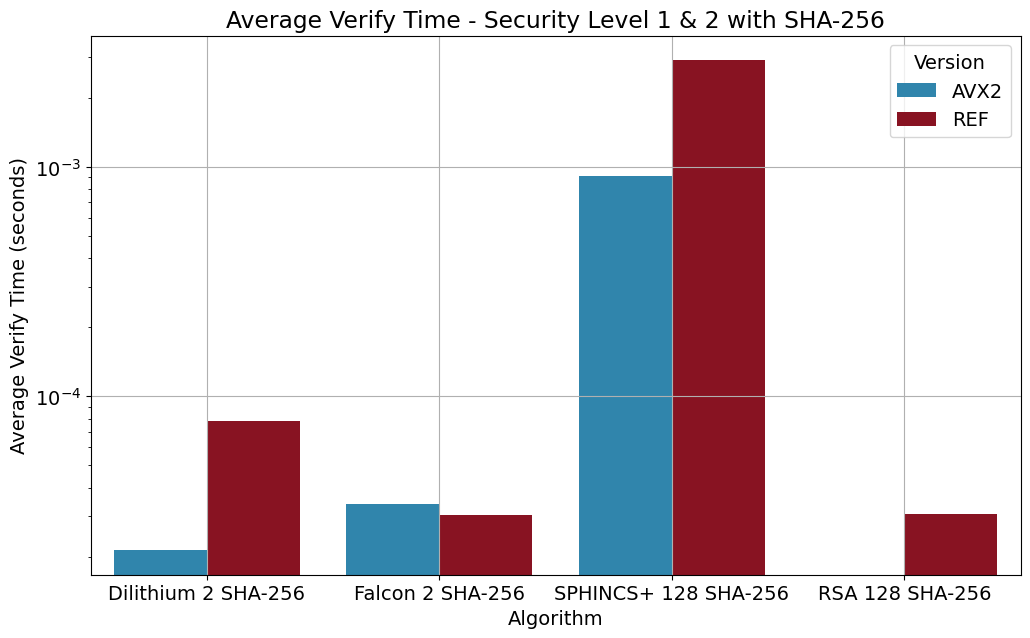 Average Verify Time - Security Level 1 & 2 with SHA-256
Version
AVX2
REF
10⁻³
10⁻⁴
Average Verify Time (seconds)
Dilithium 2 SHA-256
Falcon 2 SHA-256
SPHINCS+ 128 SHA-256
RSA 128 SHA-256
Algorithm